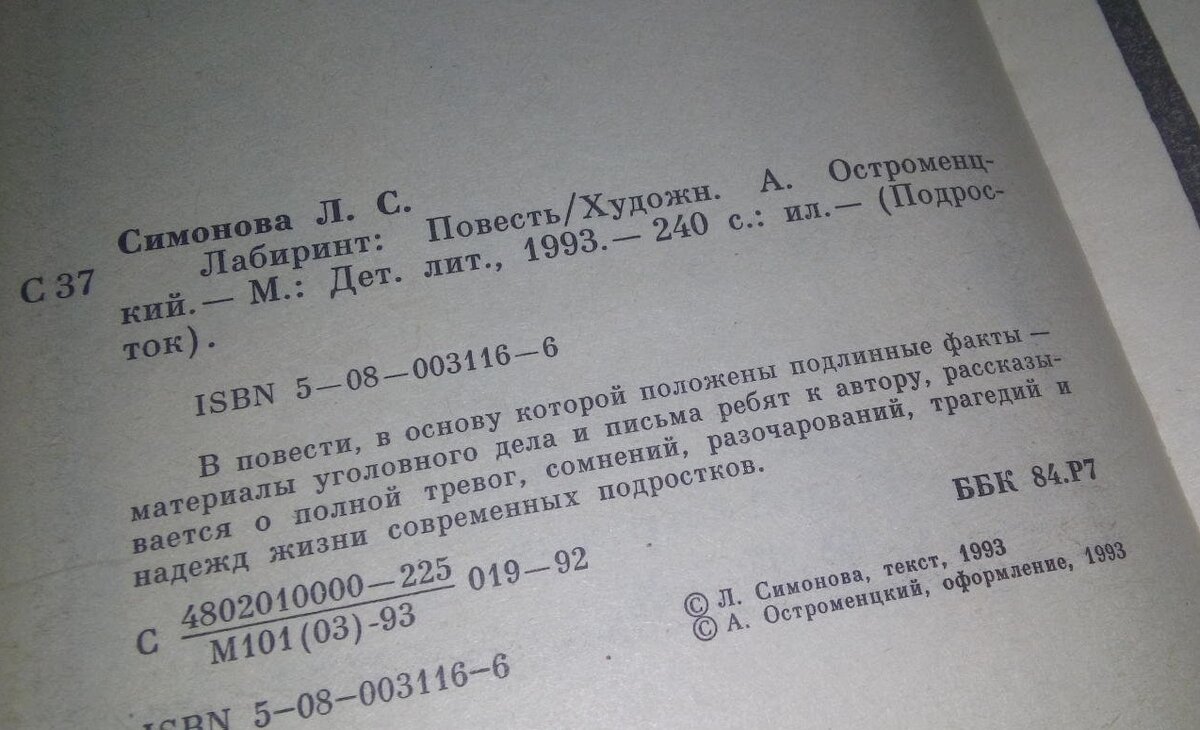 Симонова Л. С.
С 37 Лабиринт: Повесть/Художн. А. Остроменц-
кий.— М.: Дет. лит., 1993.— 240 с.: ил.— (Подрос-
ток).
ISBN 5—08—003116—6
В повести, в основу которой положены подлинные факты —
материалы уголовного дела и письма ребят к автору, рассказы-
вается о полной тревог, сомнений, разочарований, трагедий и
надежд жизни современных подростков.
ББК 84.Р7
С 4802010000—225 019—92
М101(03)-93
© Л. Симонова, текст, 1993
© А. Остроменцкий, оформление, 1993
ISBN 5—08—003116—6